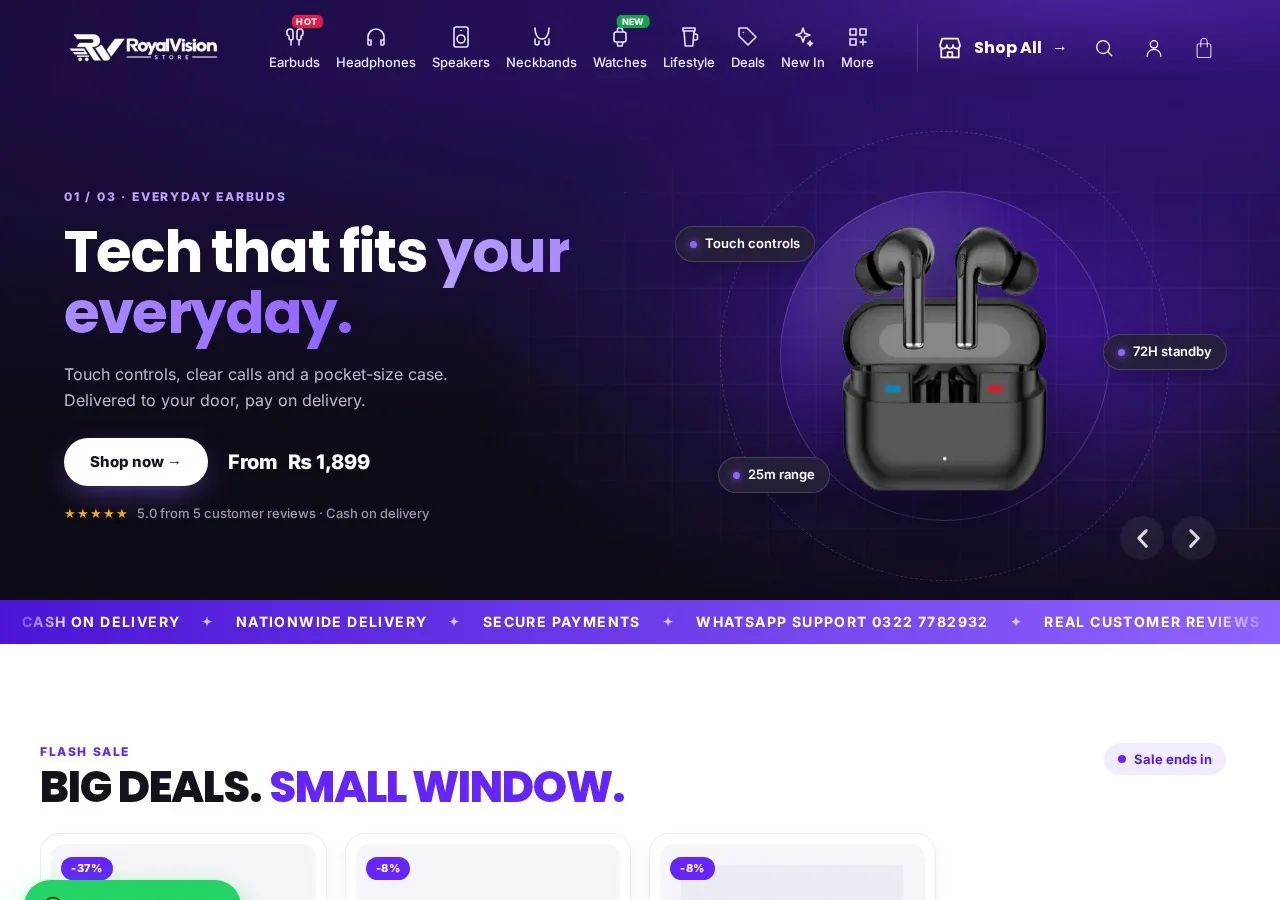 HOT
NEW
RoyalVision
STORE
Earbuds
Headphones
Speakers
Neckbands
Watches
Lifestyle
Deals
New In
More
Shop All →
01 / 03 · EVERYDAY EARBUDS
Tech that fits your
everyday.
Touch controls, clear calls and a pocket-size case.
Delivered to your door, pay on delivery.
Shop now →
From Rs 1,899
★★★★★ 5.0 from 5 customer reviews · Cash on delivery
Touch controls
72H standby
25m range
CASH ON DELIVERY ✦ NATIONWIDE DELIVERY ✦ SECURE PAYMENTS ✦ WHATSAPP SUPPORT 0322 7782932 ✦ REAL CUSTOMER REVIEWS
FLASH SALE
BIG DEALS. SMALL WINDOW.
Sale ends in
-37%
-8%
-8%